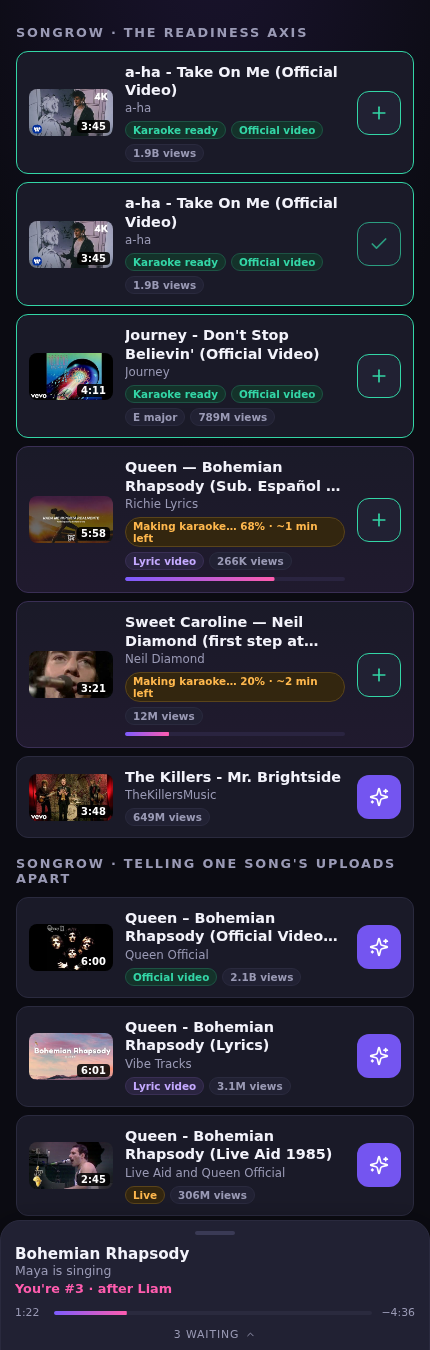 SONGROW · THE READINESS AXIS
a-ha - Take On Me (Official
Video)
a-ha
4K
3:45
Karaoke ready
Official video
1.9B views
a-ha - Take On Me (Official
Video)
a-ha
4K
3:45
Karaoke ready
Official video
1.9B views
Journey - Don't Stop
Believin' (Official Video)
Journey
vevo
4:11
Karaoke ready
Official video
E major
789M views
Queen — Bohemian
Rhapsody (Sub. Español ...
Richie Lyrics
5:58
Making karaoke... 68% · ~1 min
left
Lyric video
266K views
Sweet Caroline — Neil
Diamond (first step at...
Neil Diamond
3:21
Making karaoke... 20% · ~2 min
left
12M views
The Killers - Mr. Brightside
TheKillersMusic
vevo
3:48
649M views
SONGROW · TELLING ONE SONG'S UPLOADS
APART
Queen – Bohemian
Rhapsody (Official Video...
Queen Official
6:00
Official video
2.1B views
Queen - Bohemian
Rhapsody (Lyrics)
Vibe Tracks
Bohemian Rhapsody
6:01
Lyric video
3.1M views
Queen - Bohemian
Rhapsody (Live Aid 1985)
Live Aid and Queen Official
2:45
Live
306M views
Bohemian Rhapsody
Maya is singing
You're #3 · after Liam
1:22
−4:36
3 WAITING